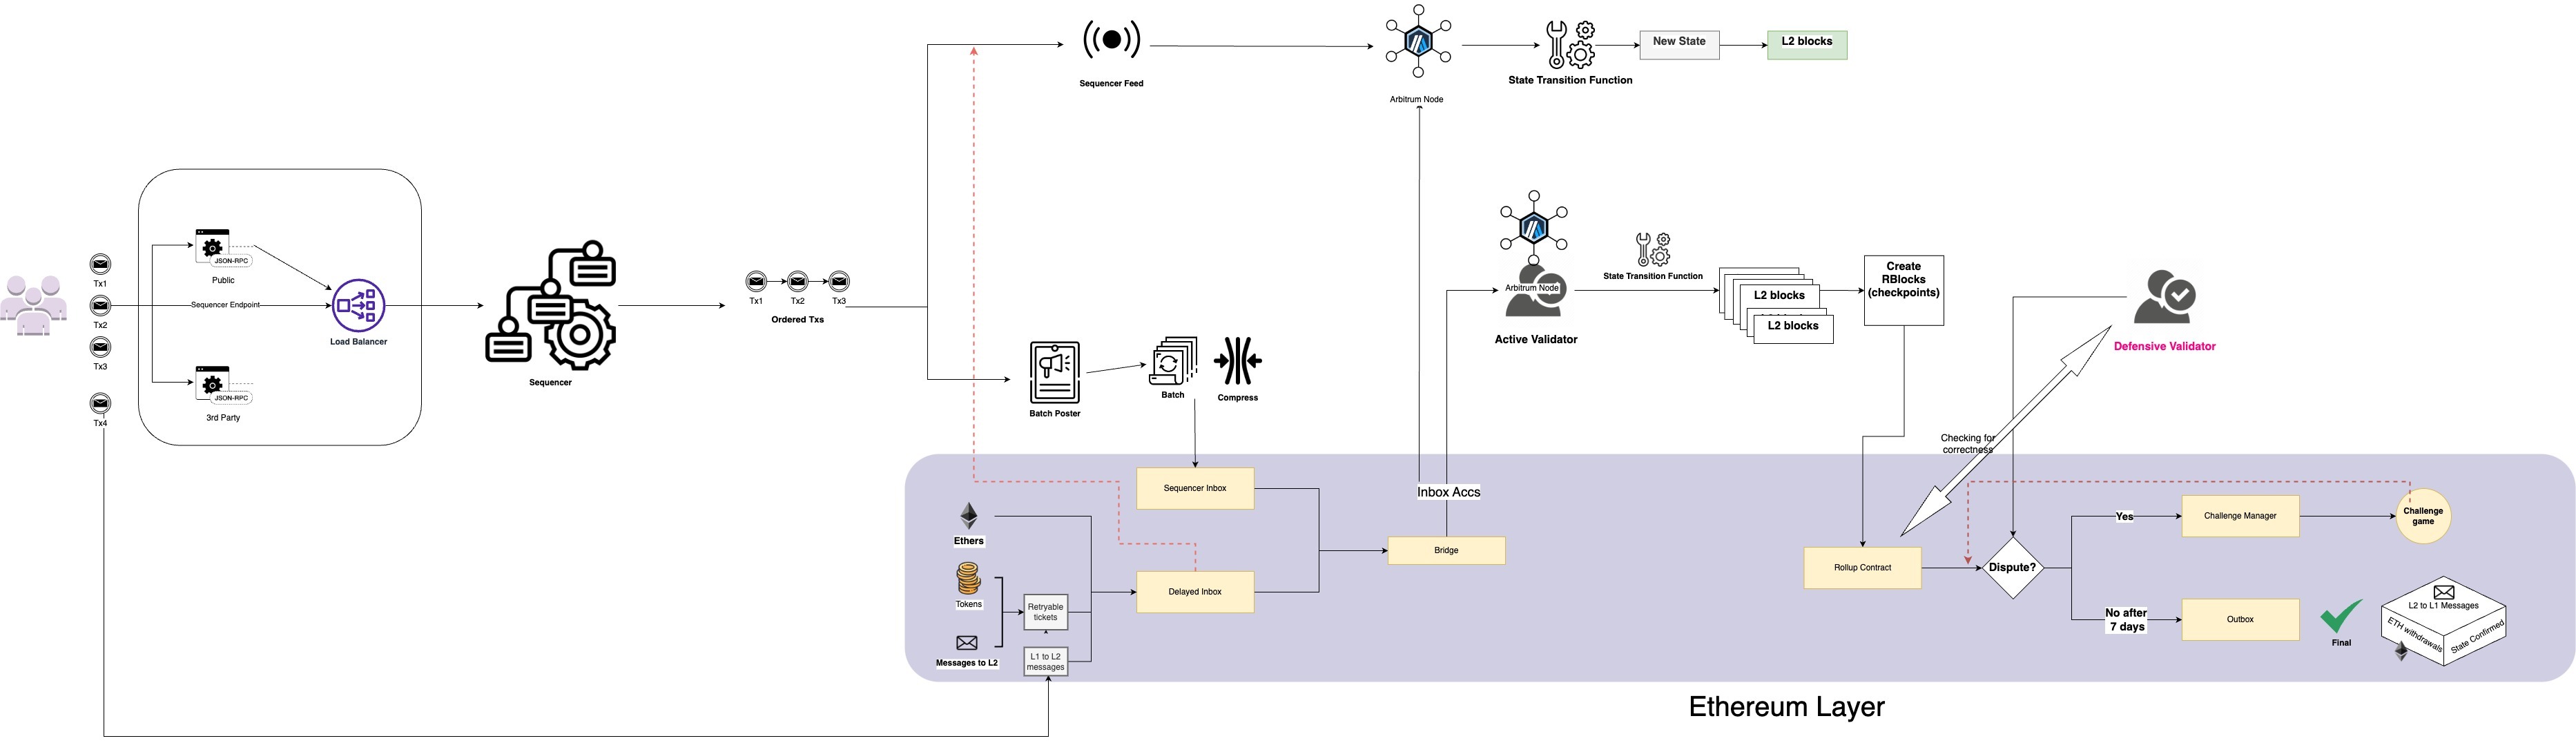 Sequencer Feed
Arbitrum Node
State Transition Function
New State
L2 blocks
JSON-RPC
Public
Tx1
Tx2
Tx3
Tx4
Sequencer Endpoint
Load Balancer
JSON-RPC
3rd Party
Sequencer
Tx1
Tx2
Tx3
Ordered Txs
Batch Poster
Batch
Compress
Arbitrum Node
Active Validator
State Transition Function
L2 blocks
L2 blocks
Create
RBlocks
(checkpoints)
Defensive Validator
Checking for
correctness
Sequencer Inbox
Inbox Accs
Ethers
Tokens
Messages to L2
Retryable
tickets
L1 to L2
messages
Delayed Inbox
Bridge
Rollup Contract
Dispute?
Yes
Challenge Manager
Challenge
game
No after
7 days
Outbox
Final
L2 to L1 Messages
ETH withdrawals
State Confirmed
Ethereum Layer